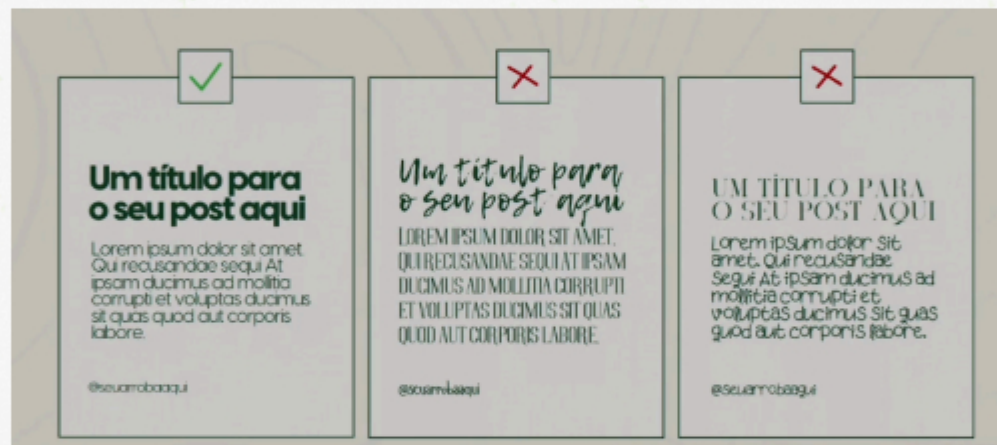 Um título para
o seu post aqui
Lorem ipsum dolor sit amet.
Qui recusandae sequi At
ipsam ducimus ad mollitia
corrupti et voluptas ducimus
sit quas quod aut corporis
labore.
@seuarrobaaqui
Um título para
o seu post aqui
LOREM IPSUM DOLOR SIT AMET.
QUI RECUSANDAE SEQUI AT IPSAM
DUCIMUS AD MOLLITIA CORRUPTI
ET VOLUPTAS DUCIMUS SIT QUAS
QUOD AUT CORPORIS LABORE.
@seuarrobaaqui
UM TÍTULO PARA
O SEU POST AQUI
Lorem ipsum dolor sit
amet. Qui recusandae
sequi At ipsam ducimus ad
mollitia corrupti et
voluptas ducimus sit quas
quod aut corporis labore.
@seuarrobaaqui